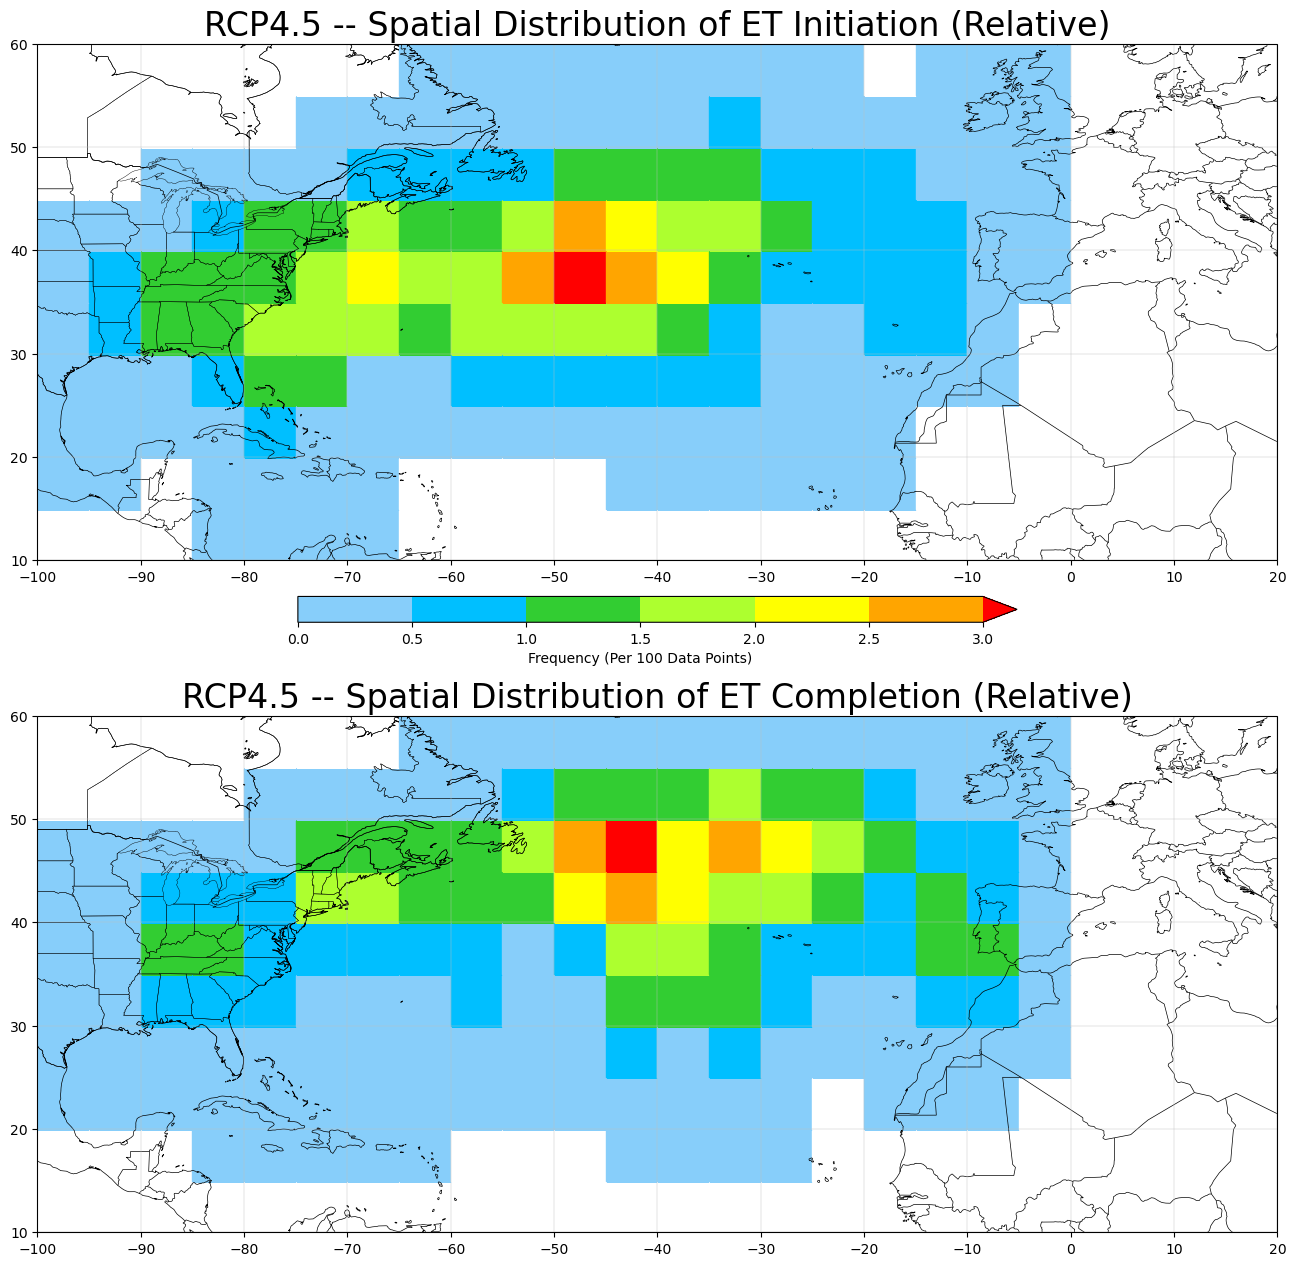 RCP4.5 -- Spatial Distribution of ET Initiation (Relative)
60
50
40
30
20
10
−100 −90 −80 −70 −60 −50 −40 −30 −20 −10 0 10 20
0.0 0.5 1.0 1.5 2.0 2.5 3.0
Frequency (Per 100 Data Points)
RCP4.5 -- Spatial Distribution of ET Completion (Relative)
60
50
40
30
20
10
−100 −90 −80 −70 −60 −50 −40 −30 −20 −10 0 10 20